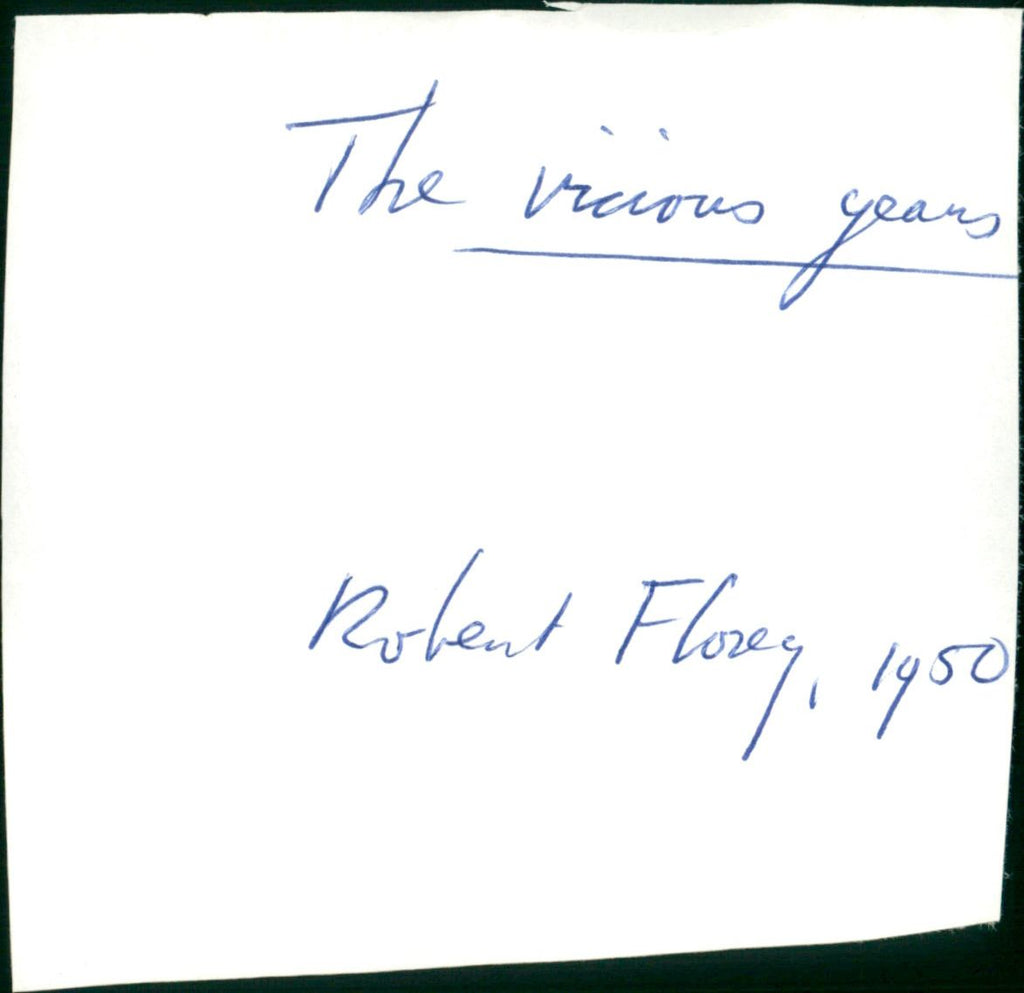 The vicious years
Robert Florey, 1950